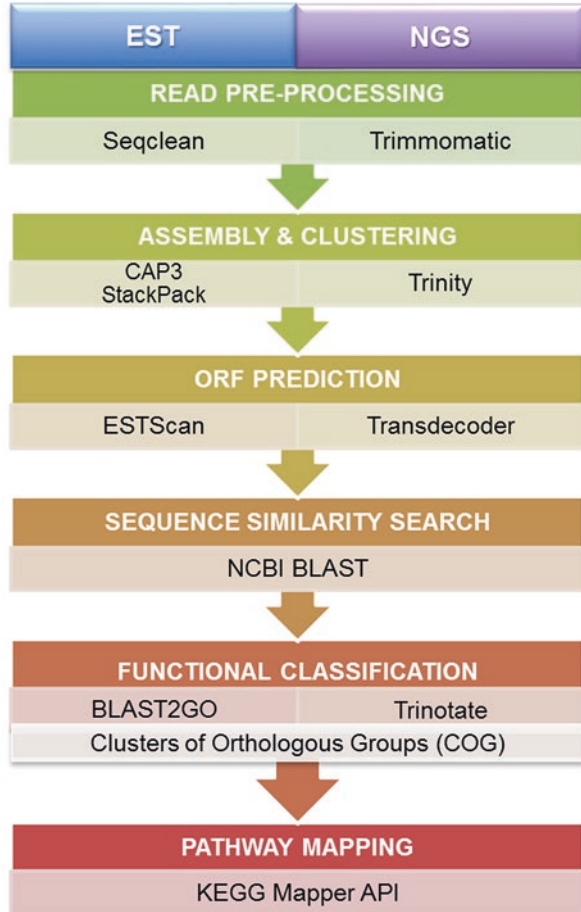 EST NGS
READ PRE-PROCESSING
Seqclean Trimmomatic
ASSEMBLY & CLUSTERING
CAP3
StackPack
Trinity
ORF PREDICTION
ESTScan Transdecoder
SEQUENCE SIMILARITY SEARCH
NCBI BLAST
FUNCTIONAL CLASSIFICATION
BLAST2GO Trinotate
Clusters of Orthologous Groups (COG)
PATHWAY MAPPING
KEGG Mapper API